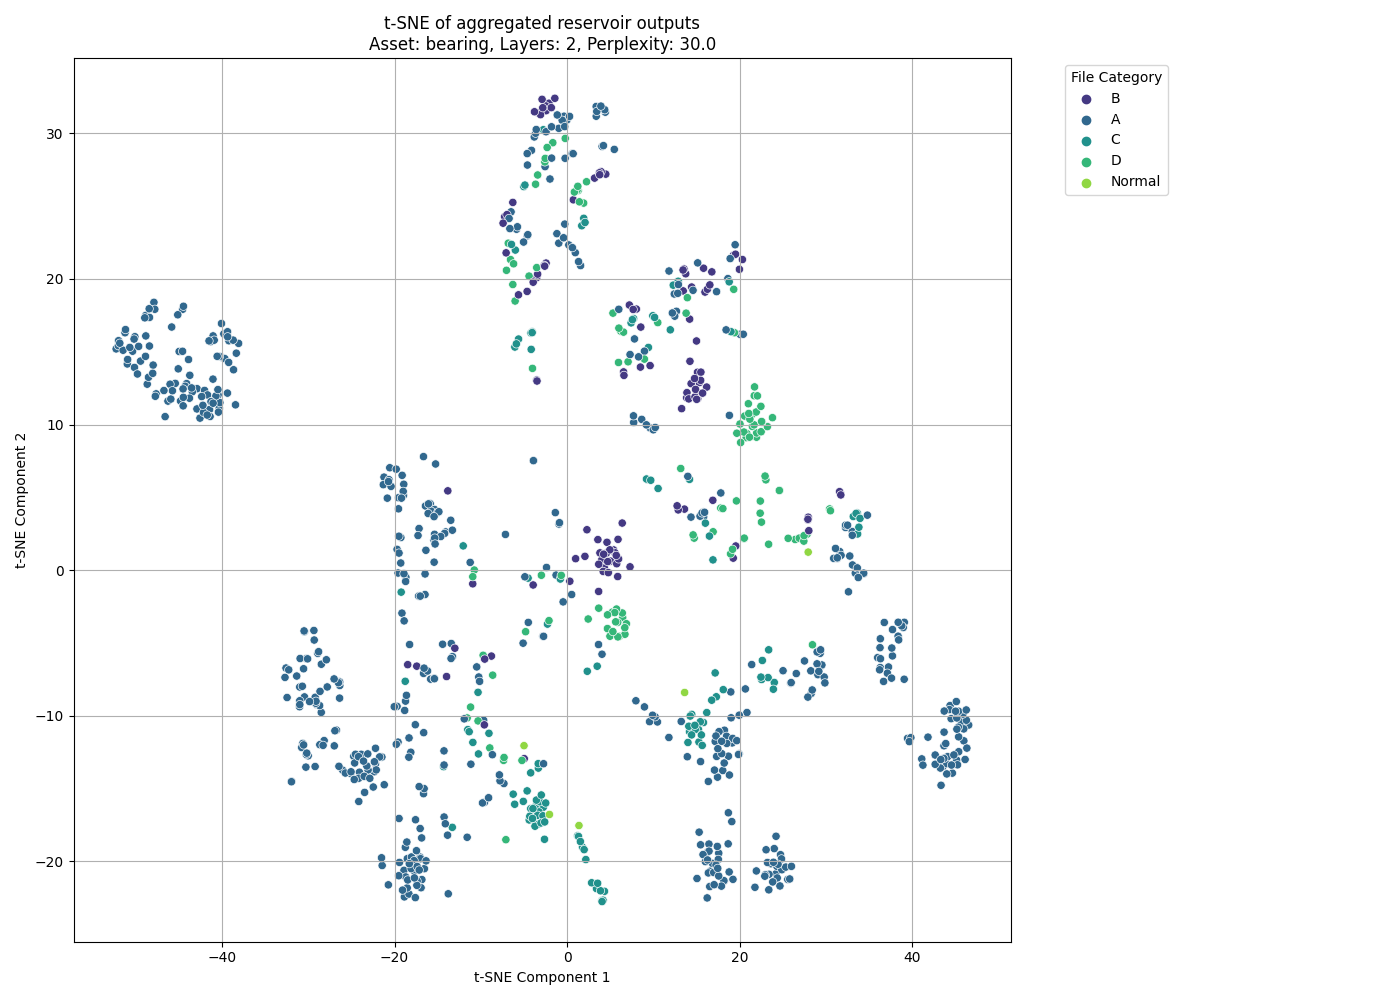 t-SNE of aggregated reservoir outputs
Asset: bearing, Layers: 2, Perplexity: 30.0
File Category
B
A
C
D
Normal
30
20
10
0
−10
−20
t-SNE Component 2
−40
−20
0
20
40
t-SNE Component 1